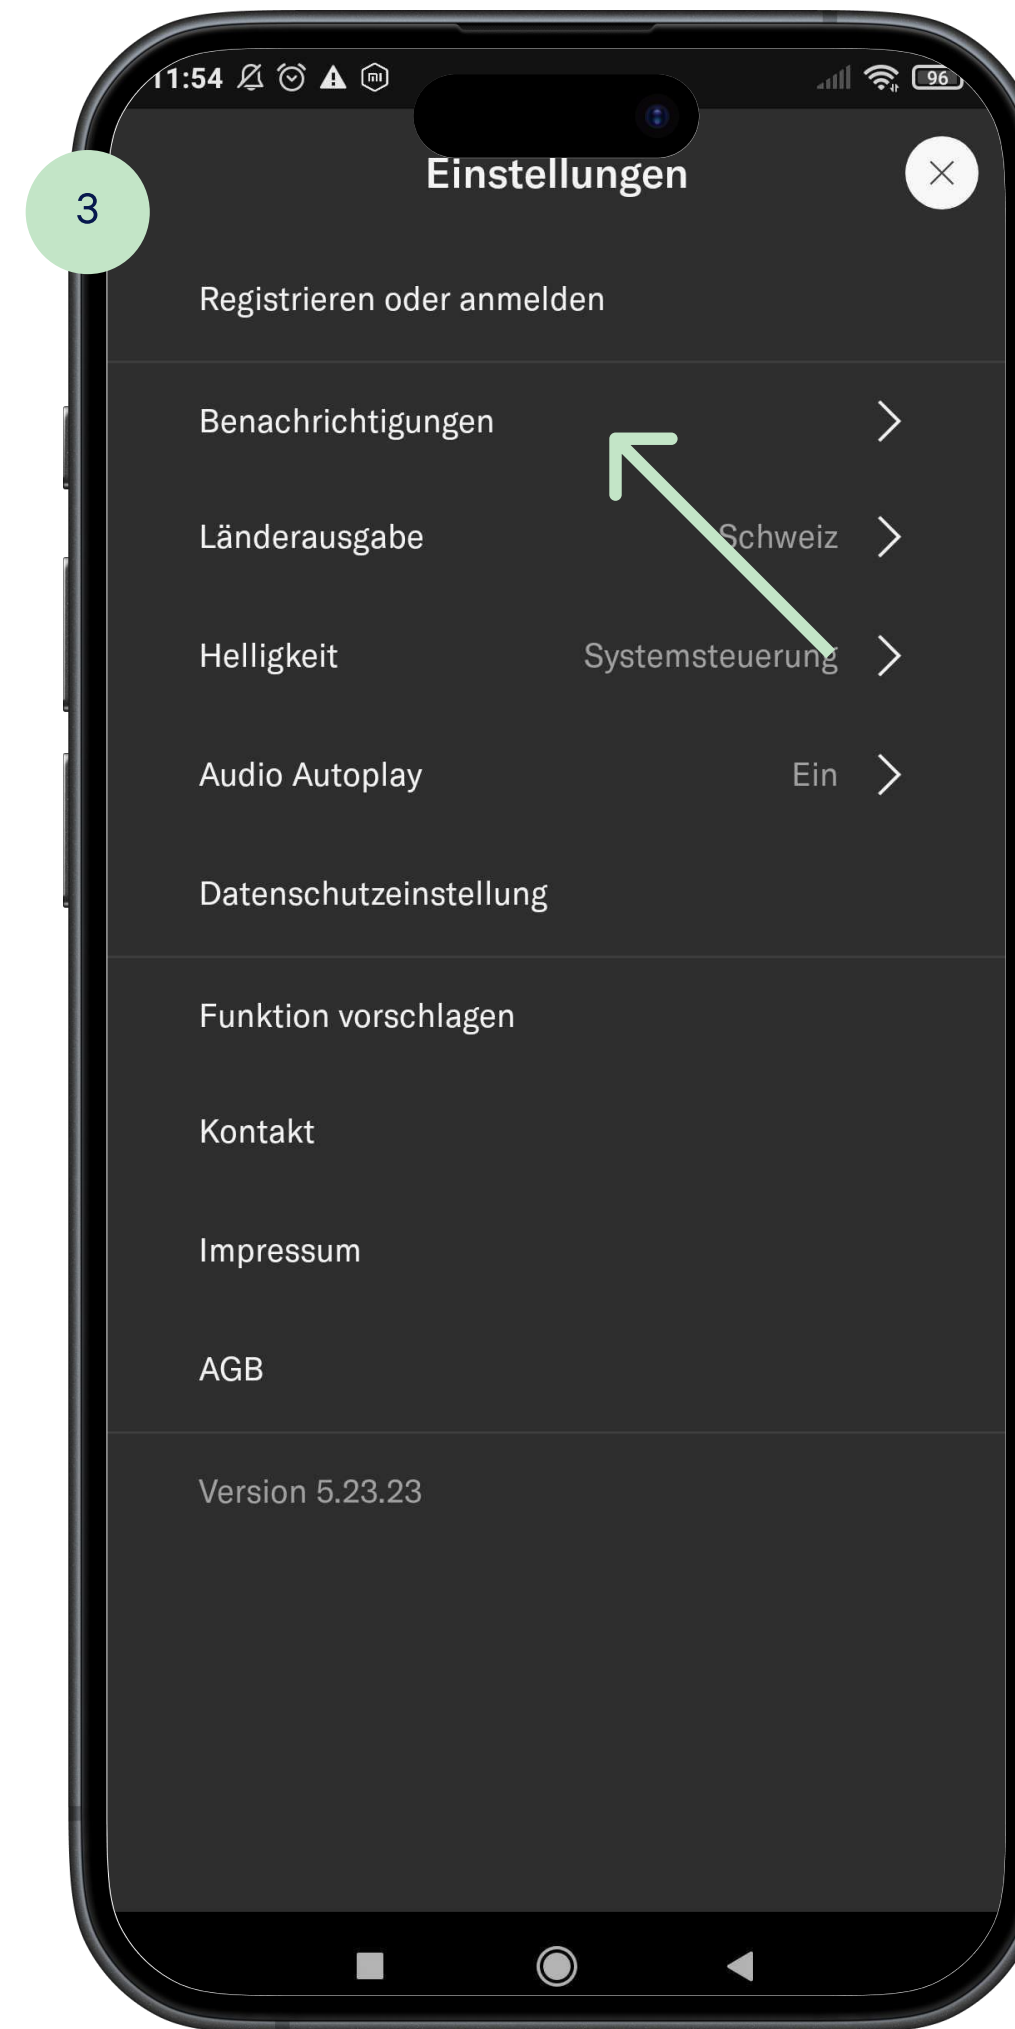 11:54
96
Einstellungen
3
Registrieren oder anmelden
Benachrichtigungen
Länderausgabe Schweiz
Helligkeit Systemsteuerung
Audio Autoplay Ein
Datenschutzeinstellung
Funktion vorschlagen
Kontakt
Impressum
AGB
Version 5.23.23